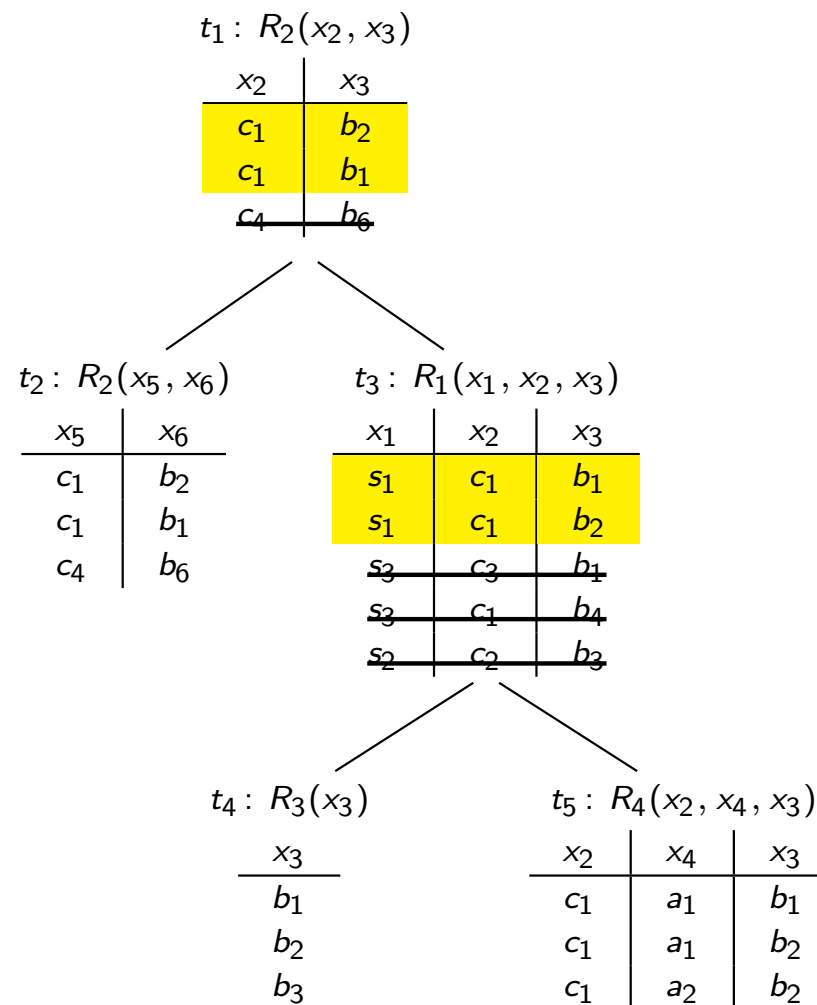 t₁ : R₂(x₂, x₃)
x₂ x₃
c₁ b₂
c₁ b₁
c₄ b₆
t₂ : R₂(x₅, x₆) t₃ : R₁(x₁, x₂, x₃)
x₅ x₆ x₁ x₂ x₃
c₁ b₂ s₁ c₁ b₁
c₁ b₁ s₁ c₁ b₂
c₄ b₆ s₃ c₃ b₁
s₃ c₁ b₄
s₂ c₂ b₃
t₄ : R₃(x₃) t₅ : R₄(x₂, x₄, x₃)
x₃ x₂ x₄ x₃
b₁ c₁ a₁ b₁
b₂ c₁ a₁ b₂
b₃ c₁ a₂ b₂